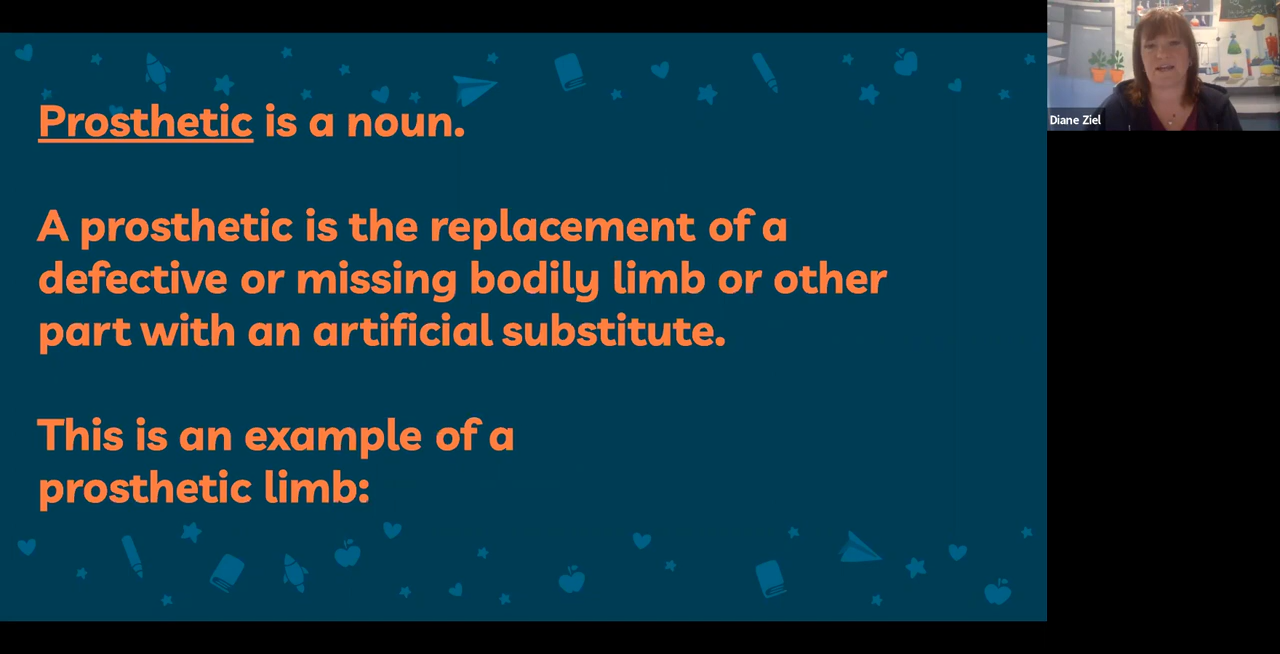 Prosthetic is a noun.
A prosthetic is the replacement of a
defective or missing bodily limb or other
part with an artificial substitute.
This is an example of a
prosthetic limb:
Diane Ziel